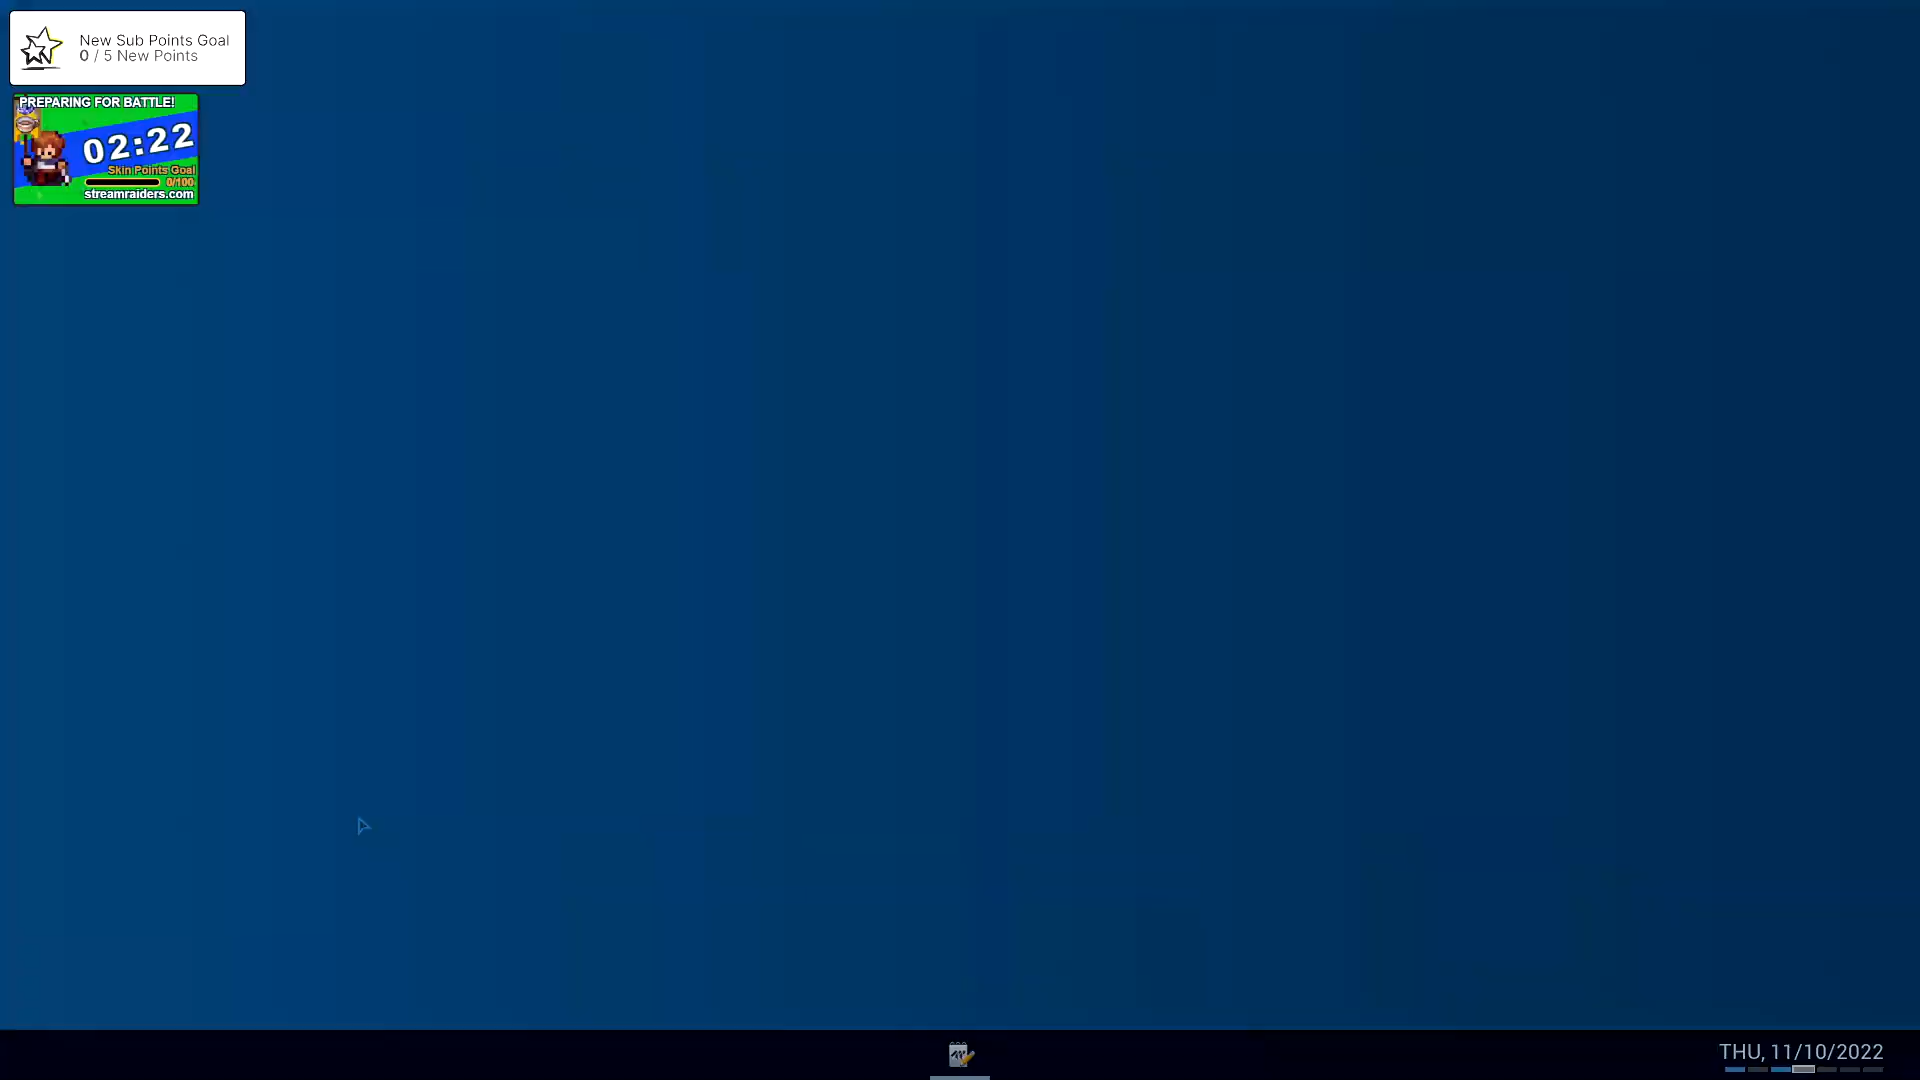 New Sub Points Goal
0 / 5 New Points
PREPARING FOR BATTLE!
02:22
Skin Points Goal
0/100
streamraiders.com
THU, 11/10/2022